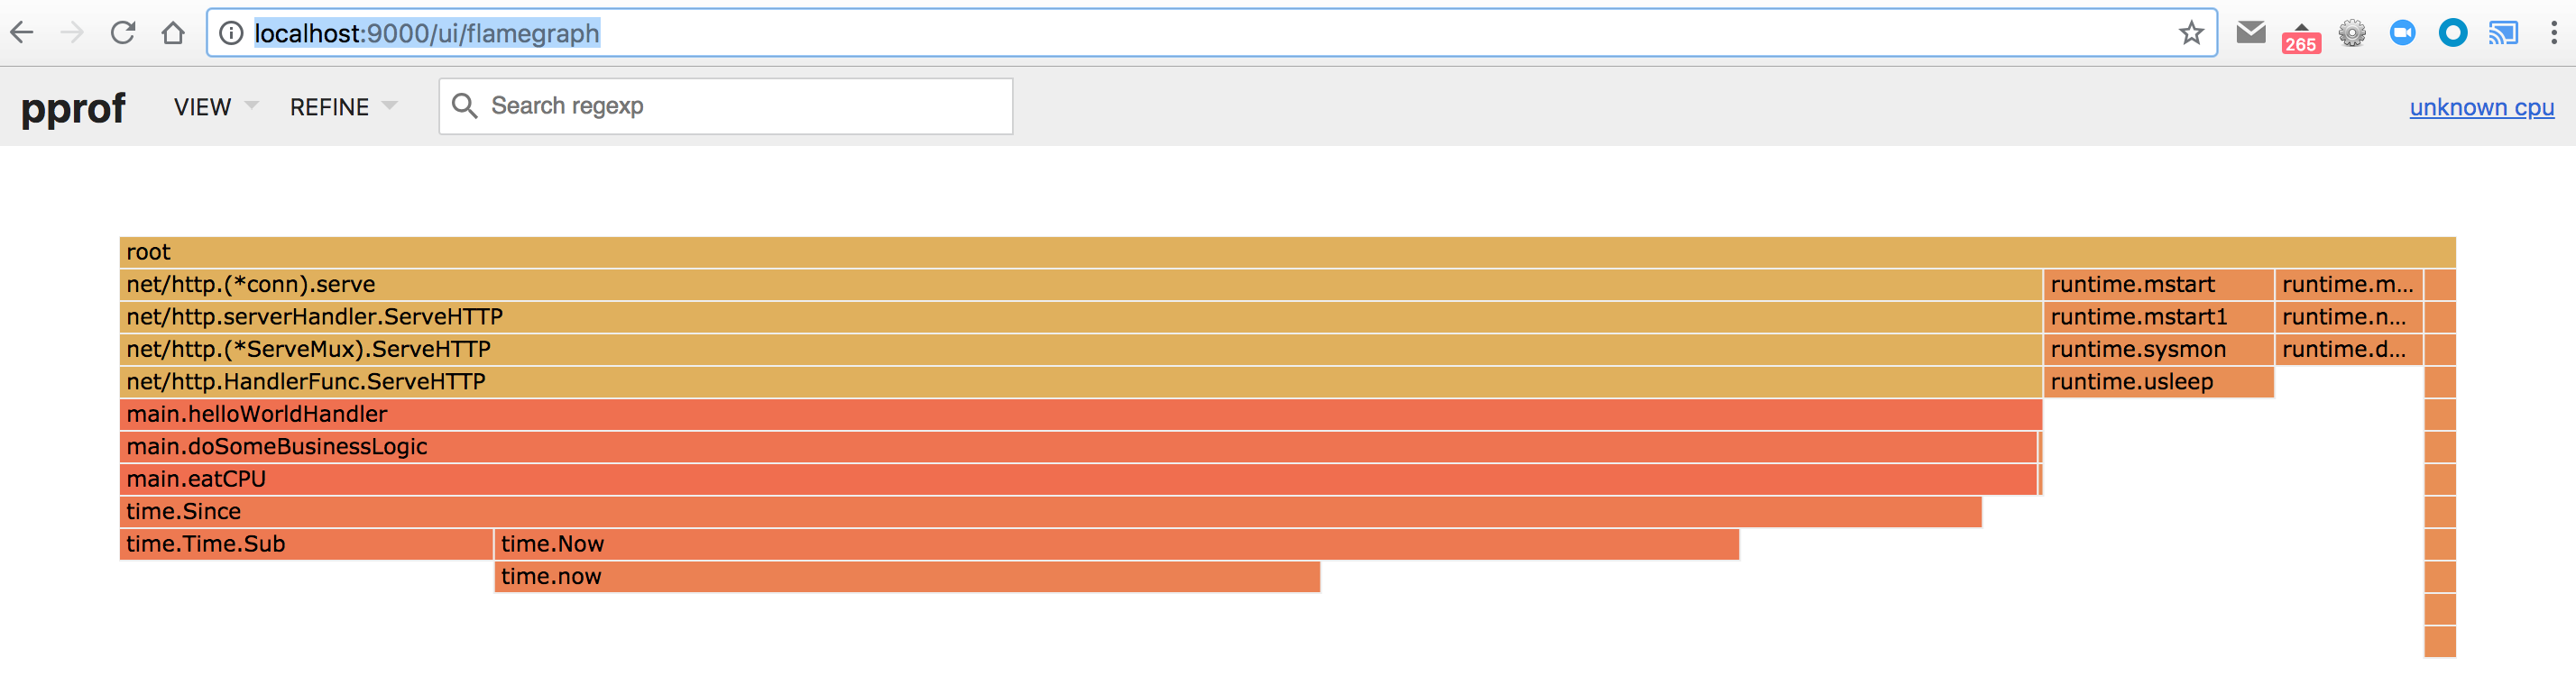 localhost:9000/ui/flamegraph
265
pprof VIEW REFINE Search regexp unknown cpu
root
net/http.(*conn).serve runtime.mstart runtime.m...
net/http.serverHandler.ServeHTTP runtime.mstart1 runtime.n...
net/http.(*ServeMux).ServeHTTP runtime.sysmon runtime.d...
net/http.HandlerFunc.ServeHTTP runtime.usleep
main.helloWorldHandler
main.doSomeBusinessLogic
main.eatCPU
time.Since
time.Time.Sub time.Now
time.now